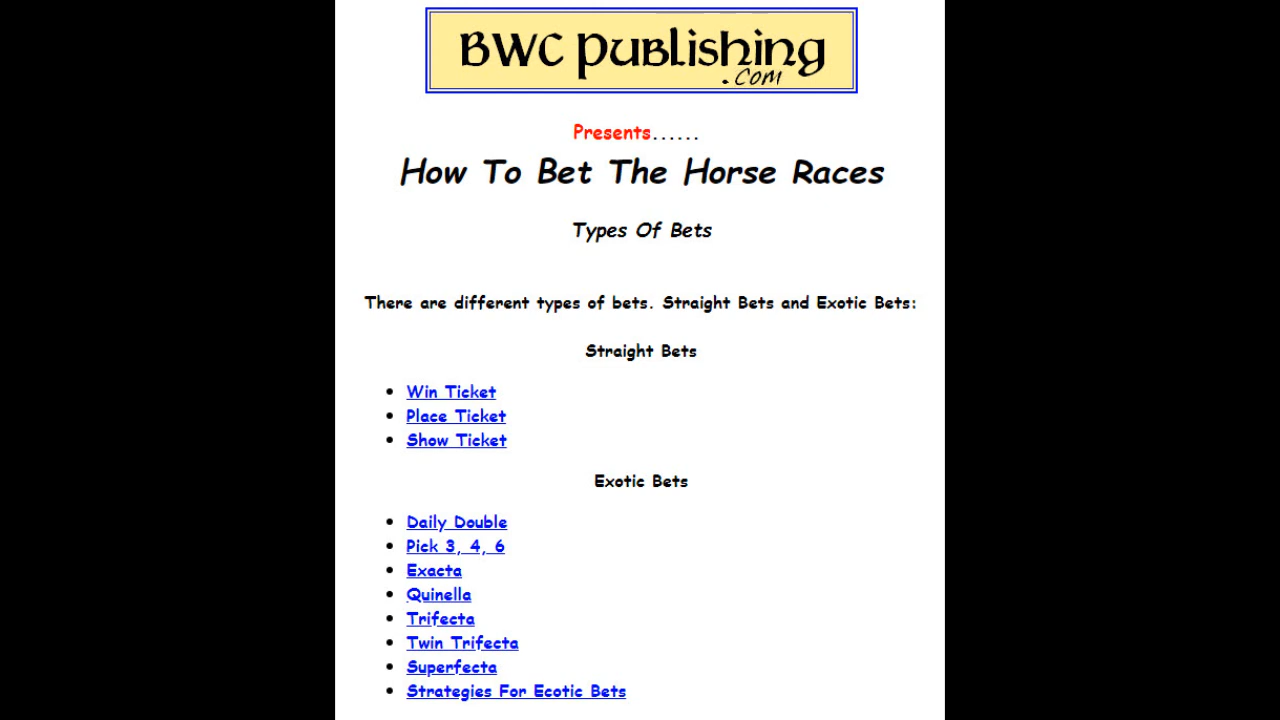 BWC Publishing
.Com
Presents......
How To Bet The Horse Races
Types Of Bets
There are different types of bets. Straight Bets and Exotic Bets:
Straight Bets
Win Ticket
Place Ticket
Show Ticket
Exotic Bets
Daily Double
Pick 3, 4, 6
Exacta
Quinella
Trifecta
Twin Trifecta
Superfecta
Strategies For Ecotic Bets